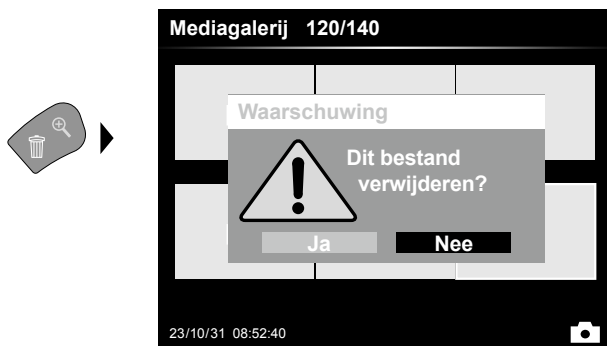 Mediagalerij 120/140
Waarschuwing
Dit bestand
verwijderen?
Ja Nee
23/10/31 08:52:40